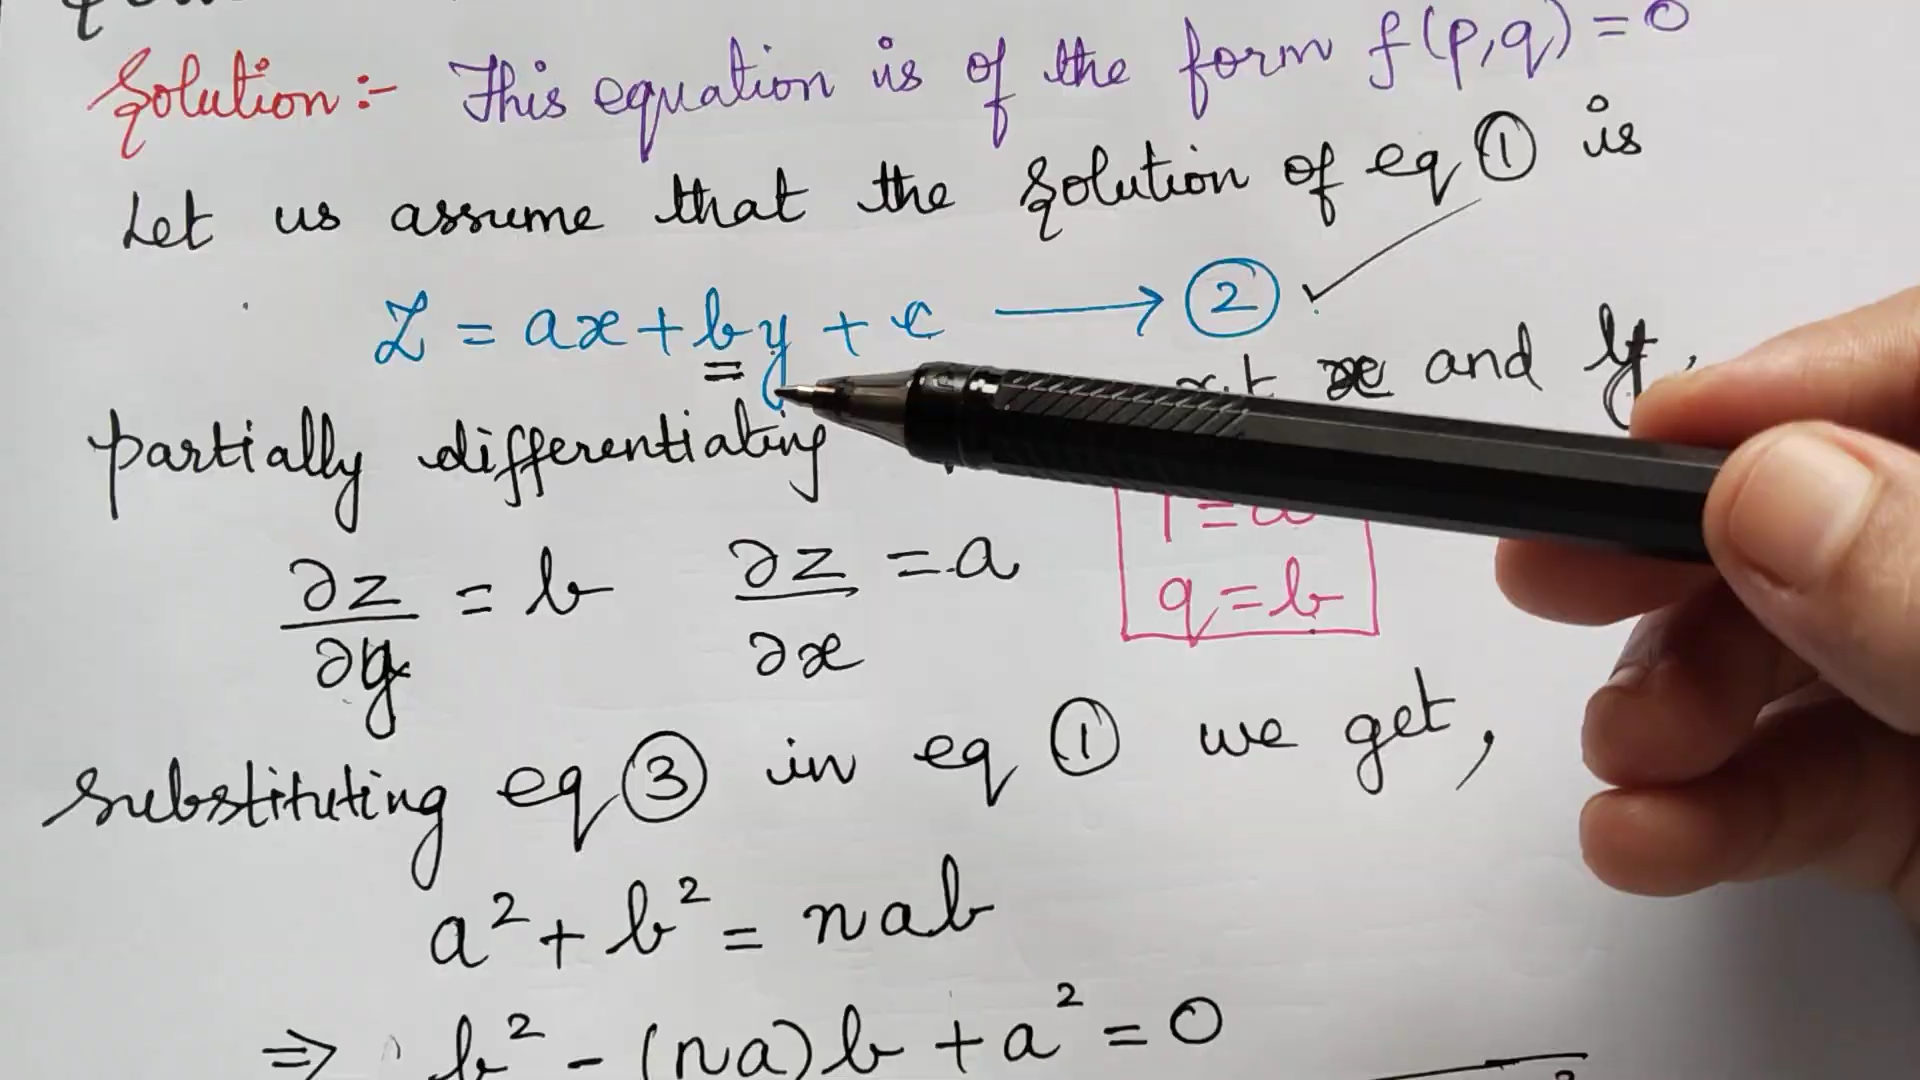 Solution:- This equation is of the form f(p,q)=0
Let us assume that the solution of eq ① is
Z = ax + by + c ⟶ ②
partially differentiating x and y,
∂z/∂y = b ∂z/∂x = a
q = b
substituting eq ③ in eq ① we get,
a² + b² = nab
⇒ b² - (na)b + a² = 0